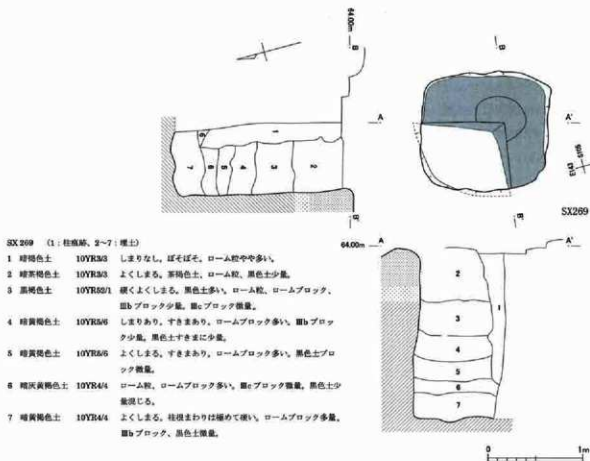 64.00m
B
B
A
A'
1
6
7
6
5
4
3
2
B'
SX269
64.00m
B'
A
A'
2
1
3
4
5
6
7
0 1m
SX 269 (1：柱痕跡、2~7：埋土)
1 暗褐色土 10YR3/3 しまりなし、ぼそぼそ。ローム粒やや多い。
2 暗茶褐色土 10YR3/3 よくしまる。茶褐色土、ローム粒、黒色土少量。
3 黒褐色土 硬くよくしまる。黒色土多い。ローム粒、ロームブロック、
Ⅲbブロック少量。Ⅲcブロック微量。
4 暗黄褐色土 10YR5/6 しまりあり、すきまあり。ロームブロック多い。Ⅲbブロッ
ク少量。黒色土すきまに少量。
5 暗黄褐色土 10YR5/6 よくしまる。すきまあり。ロームブロック多い。黒色土ブロ
ック微量。
6 暗灰黄褐色土 10YR4/4 ローム粒、ロームブロック多い。Ⅲcブロック微量。黒色土少
量混じる。
7 暗黄褐色土 10YR4/4 よくしまる。柱根まわりは極めて硬い。ロームブロック多量。
Ⅲbブロック、黒色土微量。